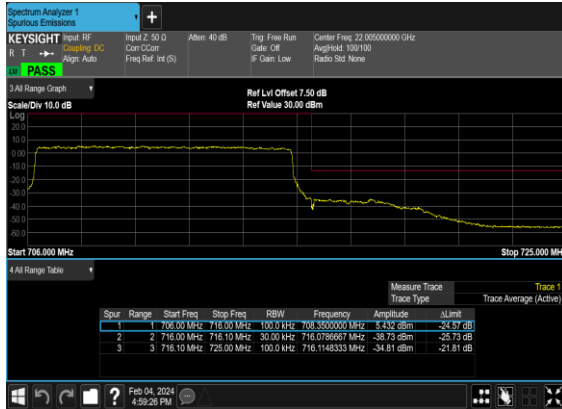 Spectrum Analyzer 1
Spurious Emissions
KEYSIGHT Input: RF Input Z: 50 Ω Atten: 40 dB Trig: Free Run Center Freq: 22.005000000 GHz
R T Coupling: DC Corr CCorr Gate: Off Avg|Hold: 100/100
Align: Auto Freq Ref: Int (S) IF Gain: Low Radio Std: None
PASS
3 All Range Graph
Ref Lvl Offset 7.50 dB
Scale/Div 10.0 dB Ref Value 30.00 dBm
Log
20.0
10.0
0.00
-10.0
-20.0
-30.0
-40.0
-50.0
-60.0
Start 706.000 MHz Stop 725.000 MH
4 All Range Table
Measure Trace Trace 1
Trace Type Trace Average (Active)
Spur Range Start Freq Stop Freq RBW Frequency Amplitude ΔLimit
1 1 706.00 MHz 716.00 MHz 100.0 kHz 708.3500000 MHz 5.432 dBm -24.57 dB
2 2 716.00 MHz 716.10 MHz 30.00 kHz 716.0786667 MHz -38.73 dBm -25.73 dB
3 3 716.10 MHz 725.00 MHz 100.0 kHz 716.1148333 MHz -34.81 dBm -21.81 dB
Feb 04, 2024
4:59:26 PM